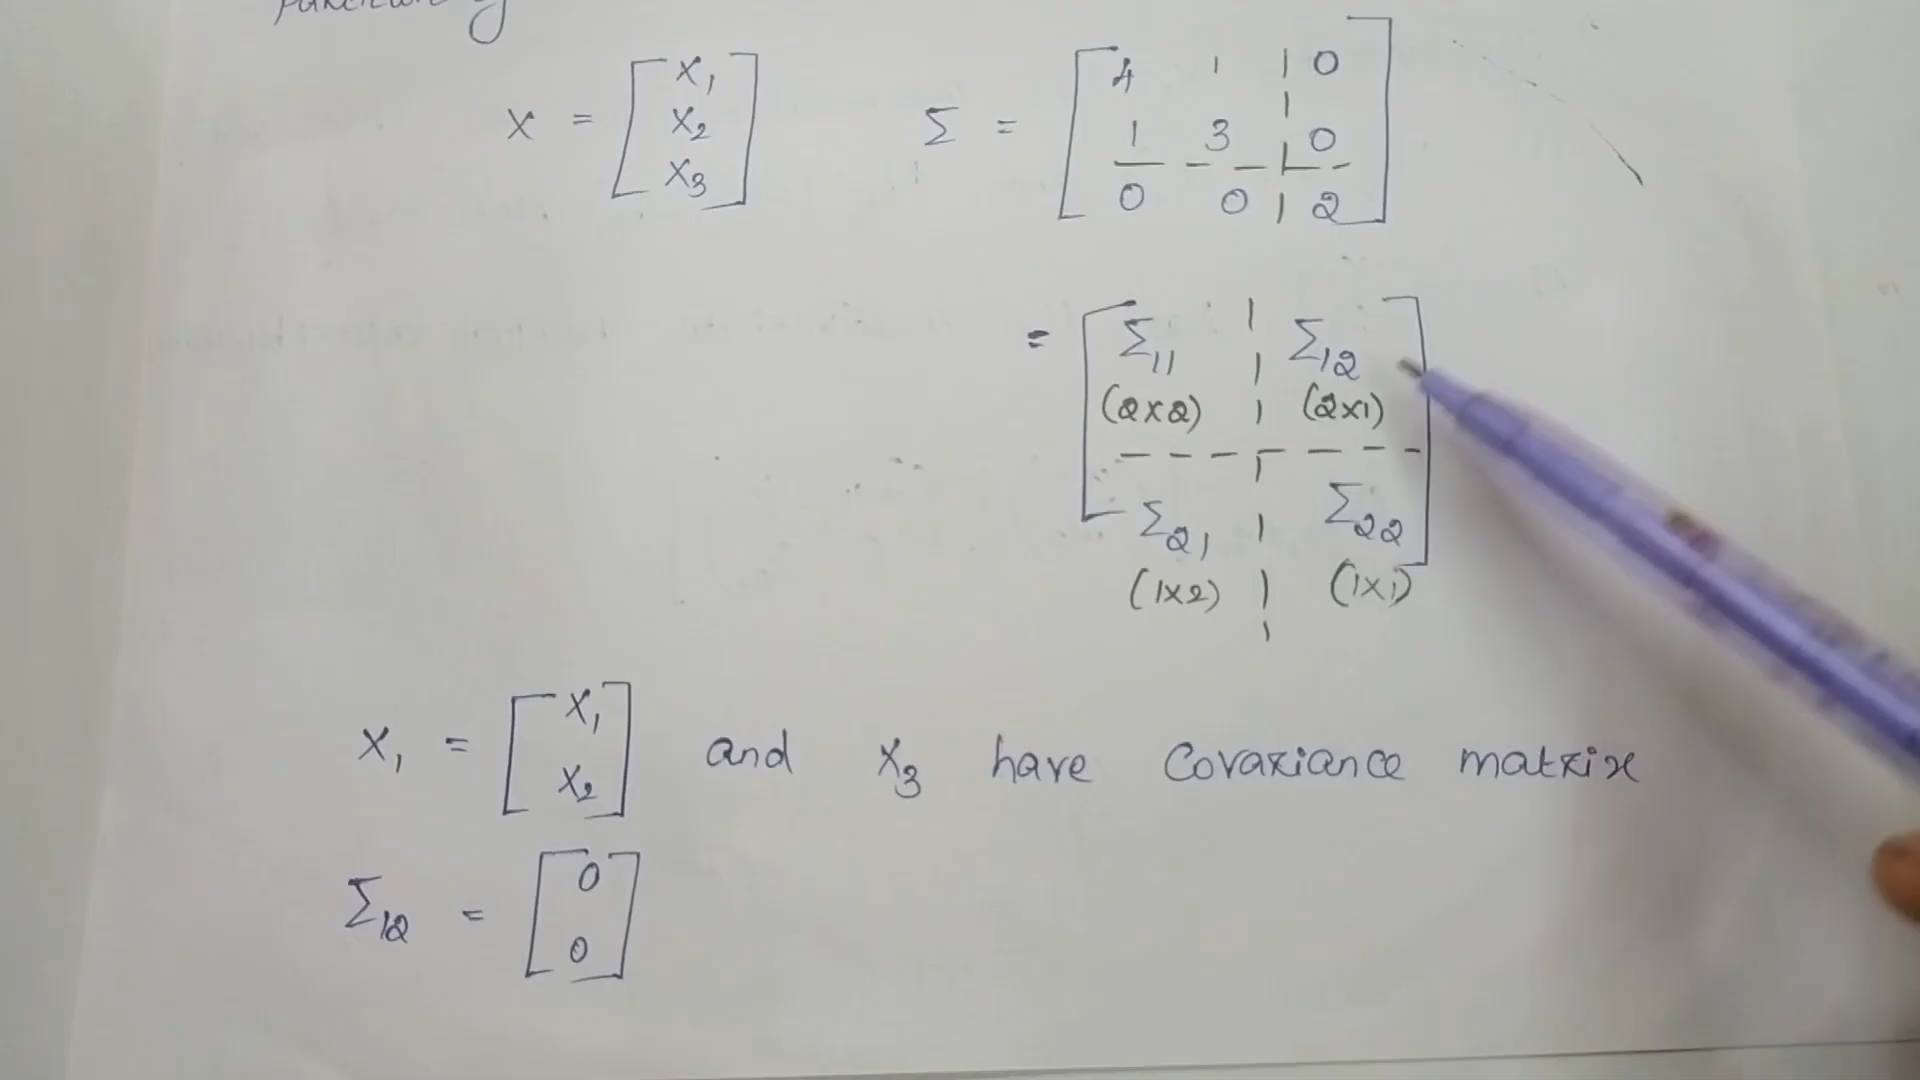 X = [ X₁ X₂ X₃ ] Σ = [ 4 1 | 0
1 3 | 0
0 0 | 2 ]
= [ Σ₁₁ | Σ₁₂
(2x2) | (2x1)
Σ₂₁ | Σ₂₂ ]
(1x2) | (1x1)
X₁ = [ X₁ X₂ ] and X₃ have Covariance matrix
Σ₁₂ = [ 0 0 ]